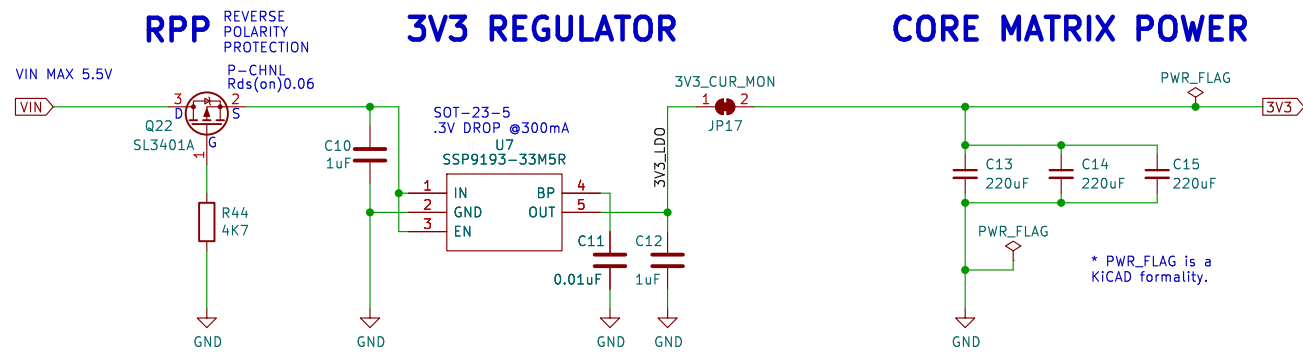 RPP
REVERSE
POLARITY
PROTECTION
3V3 REGULATOR
CORE MATRIX POWER
VIN MAX 5.5V
P-CHNL
Rds(on)0.06
VIN
3
2
D
S
G
1
Q22
SL3401A
R44
4K7
GND
C10
1uF
GND
SOT-23-5
.3V DROP @300mA
U7
SSP9193-33M5R
1
IN
2
GND
3
EN
BP
4
OUT
5
C11
0.01uF
GND
C12
1uF
GND
3V3_LDO
3V3_CUR_MON
1
2
JP17
PWR_FLAG
3V3
C13
220uF
C14
220uF
C15
220uF
PWR_FLAG
GND
* PWR_FLAG is a
KiCAD formality.